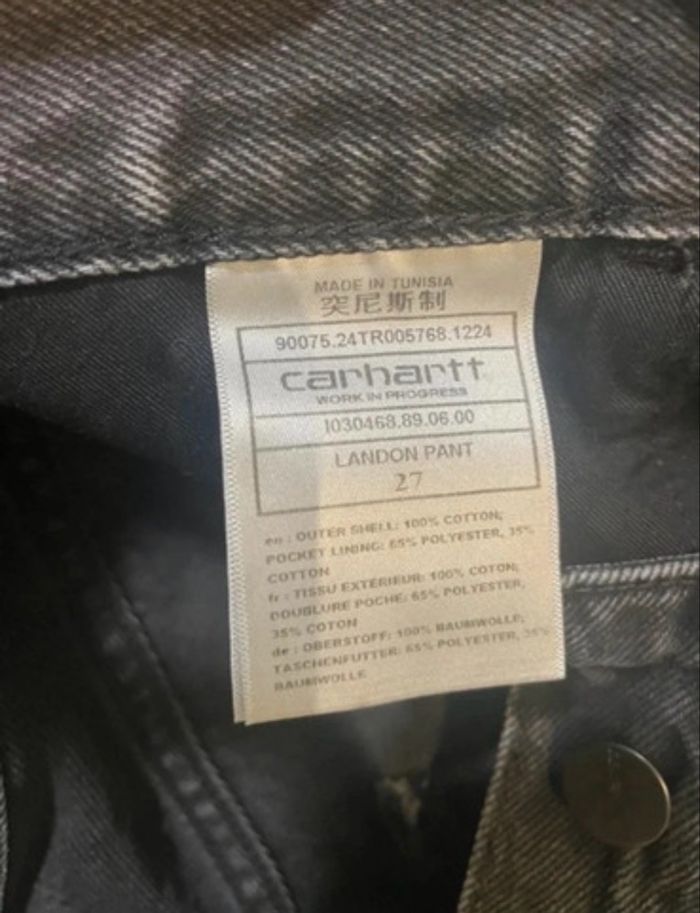 MADE IN TUNISIA
突尼斯制
90075.24TR005768.1224
carhartt
WORK IN PROGRESS
I030468.89.06.00
LANDON PANT
27
en : OUTER SHELL: 100% COTTON;
POCKET LINING: 65% POLYESTER, 35%
COTTON
fr : TISSU EXTÉRIEUR: 100% COTON;
DOUBLURE POCHE: 65% POLYESTER,
35% COTON
de : OBERSTOFF: 100% BAUMWOLLE;
TASCHENFUTTER: 65% POLYESTER, 35%
BAUMWOLLE